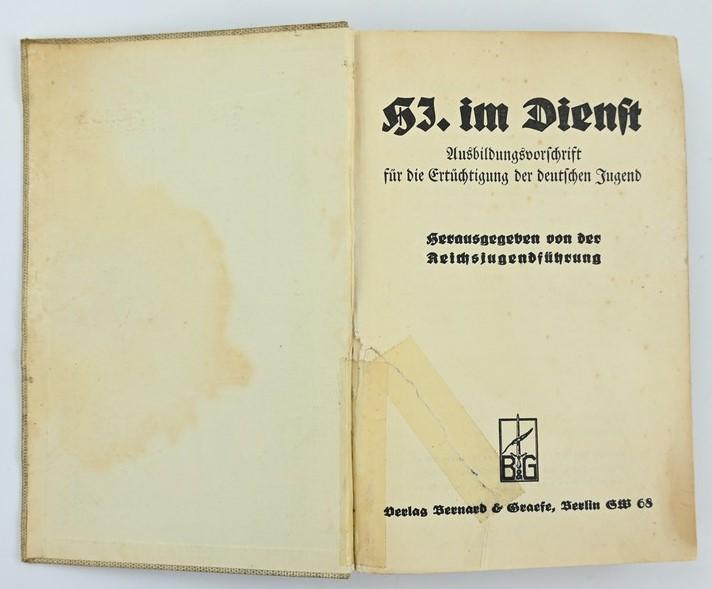 HJ. im Dienst
Ausbildungsvorschrift
für die Ertüchtigung der deutschen Jugend
Herausgegeben von der
Reichsjugendführung
B&G
Verlag Bernard & Graefe, Berlin SW 68